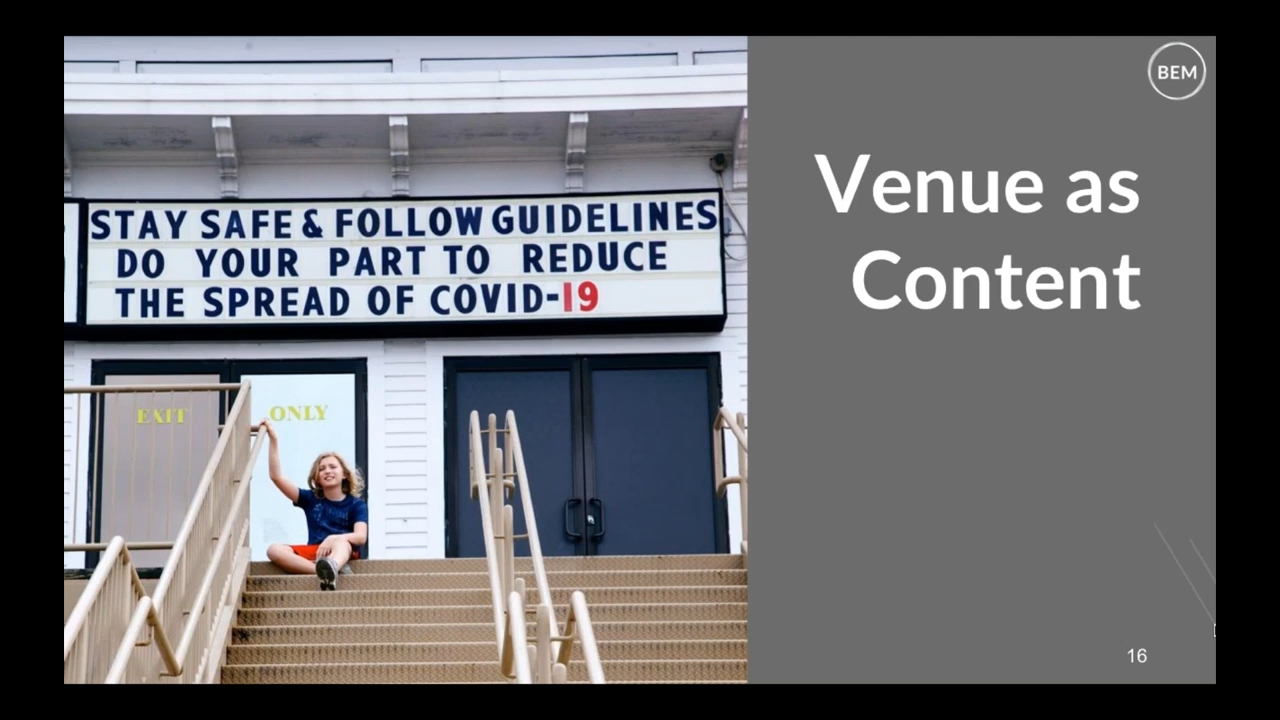 STAY SAFE & FOLLOW GUIDELINES
DO YOUR PART TO REDUCE
THE SPREAD OF COVID-19
EXIT ONLY
BEM
Venue as
Content
16